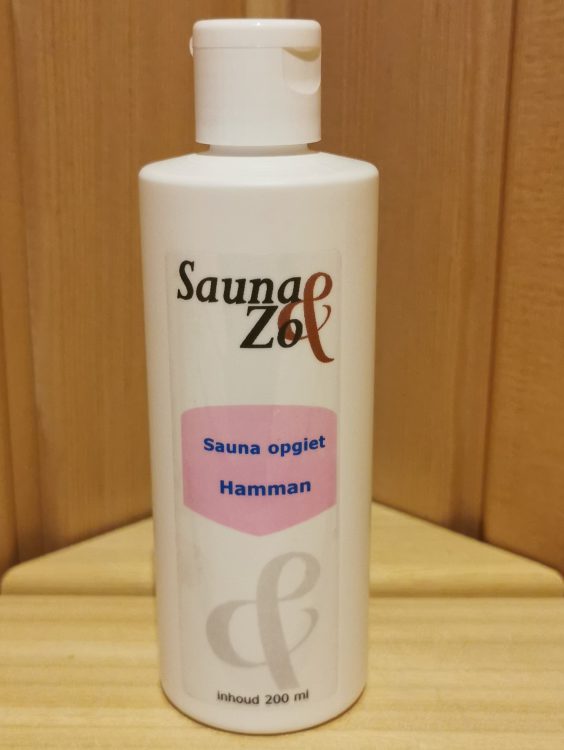 Sauna &
Zo
Sauna opgiet
Hamman
&
inhoud 200 ml